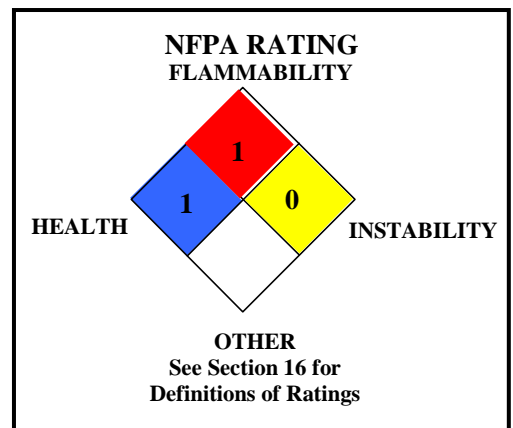 NFPA RATING
FLAMMABILITY
1
1
0
HEALTH
INSTABILITY
OTHER
See Section 16 for
Definitions of Ratings